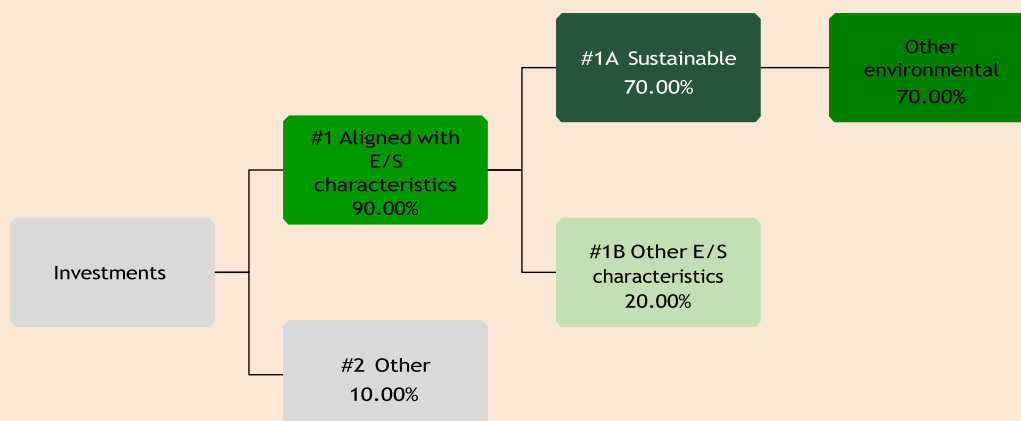 #1A Sustainable
70.00%
Other
environmental
70.00%
#1 Aligned with
E/S
characteristics
90.00%
Investments
#1B Other E/S
characteristics
20.00%
#2 Other
10.00%